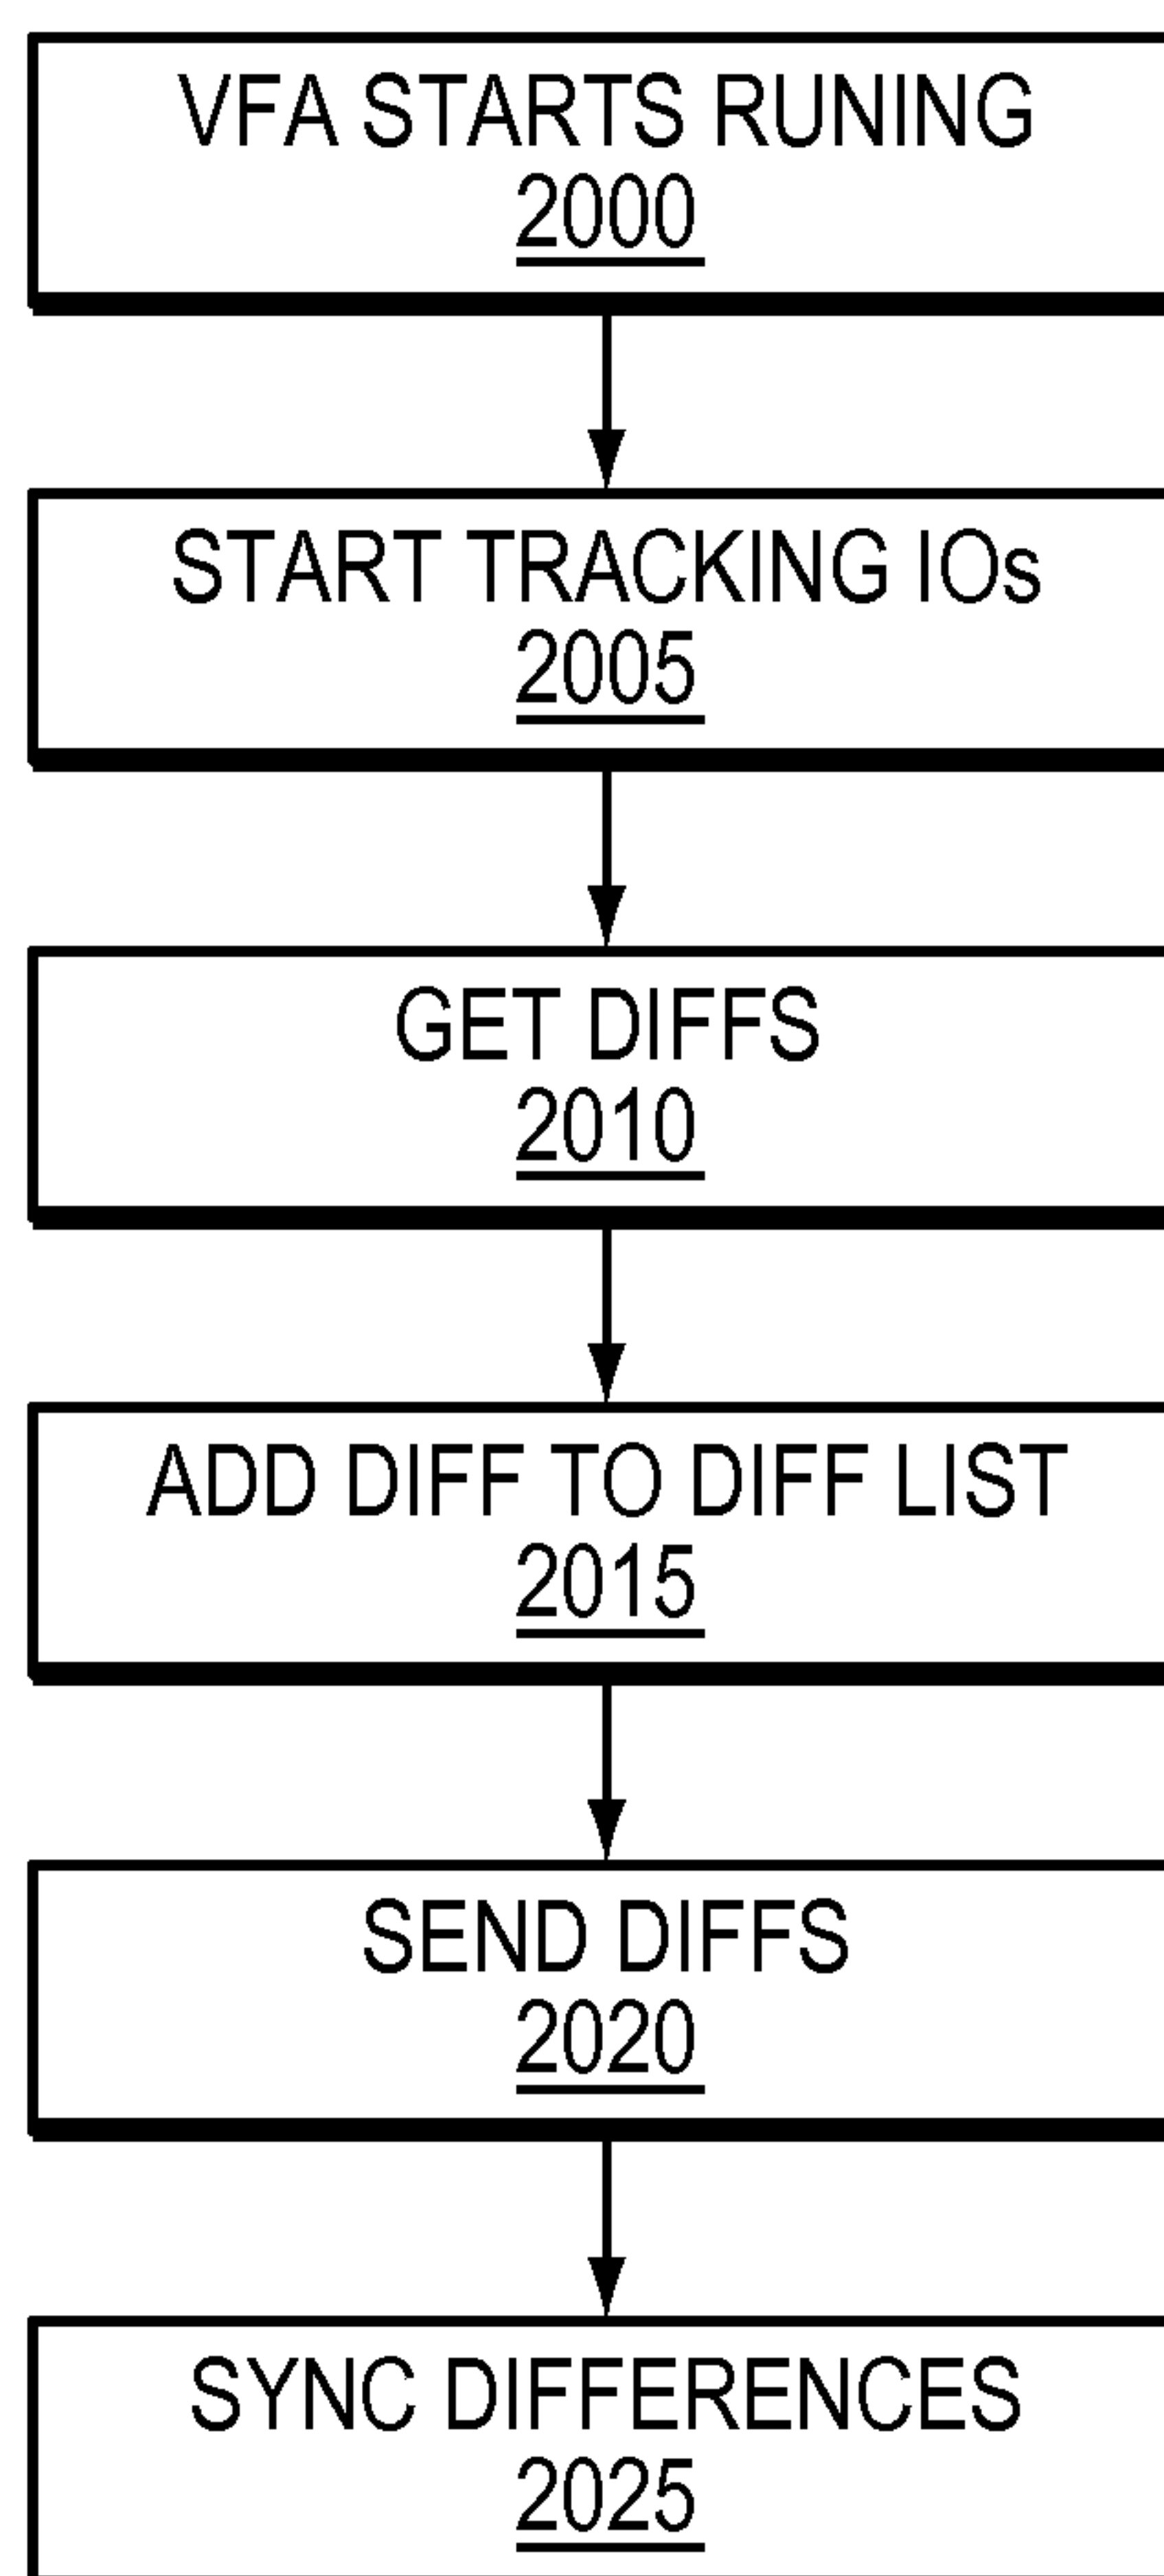 VFA STARTS RUNING
2000
START TRACKING IOs
2005
GET DIFFS
2010
ADD DIFF TO DIFF LIST
2015
SEND DIFFS
2020
SYNC DIFFERENCES
2025